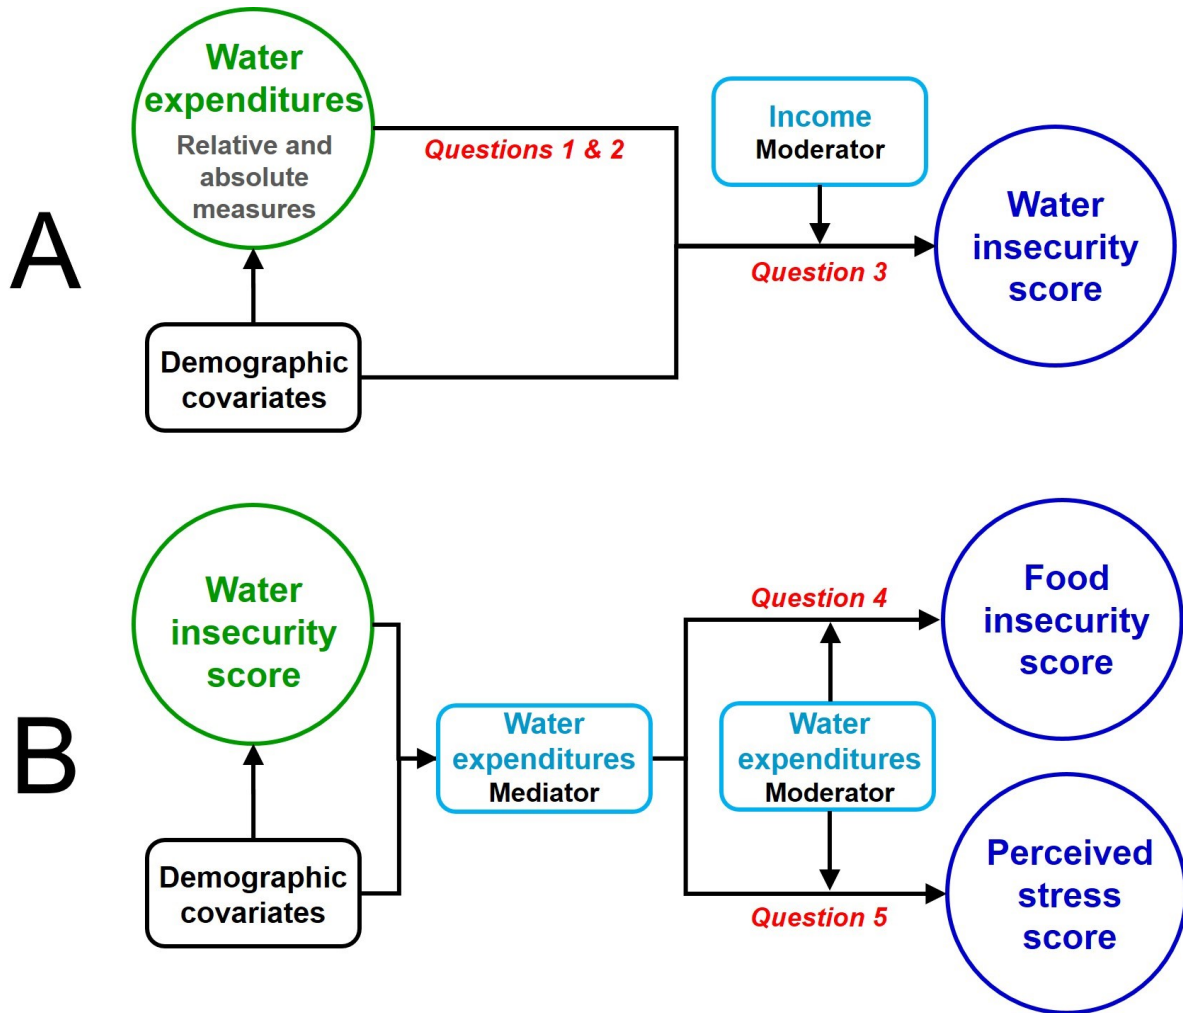 A
Water
expenditures
Relative and
absolute
measures
Questions 1 & 2
Income
Moderator
Question 3
Water
insecurity
score
Demographic
covariates
B
Water
insecurity
score
Demographic
covariates
Water
expenditures
Mediator
Question 4
Water
expenditures
Moderator
Question 5
Food
insecurity
score
Perceived
stress
score